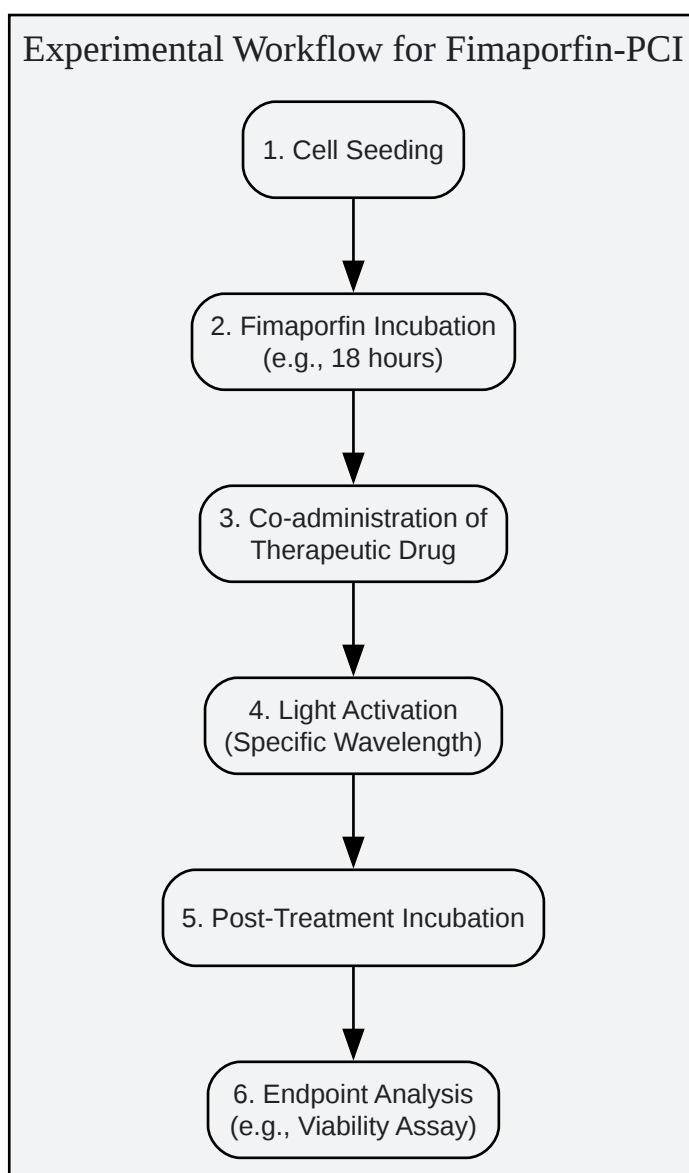 Experimental Workflow for Fimaporfin-PCI
1. Cell Seeding
2. Fimaporfin Incubation
(e.g., 18 hours)
3. Co-administration of
Therapeutic Drug
4. Light Activation
(Specific Wavelength)
5. Post-Treatment Incubation
6. Endpoint Analysis
(e.g., Viability Assay)